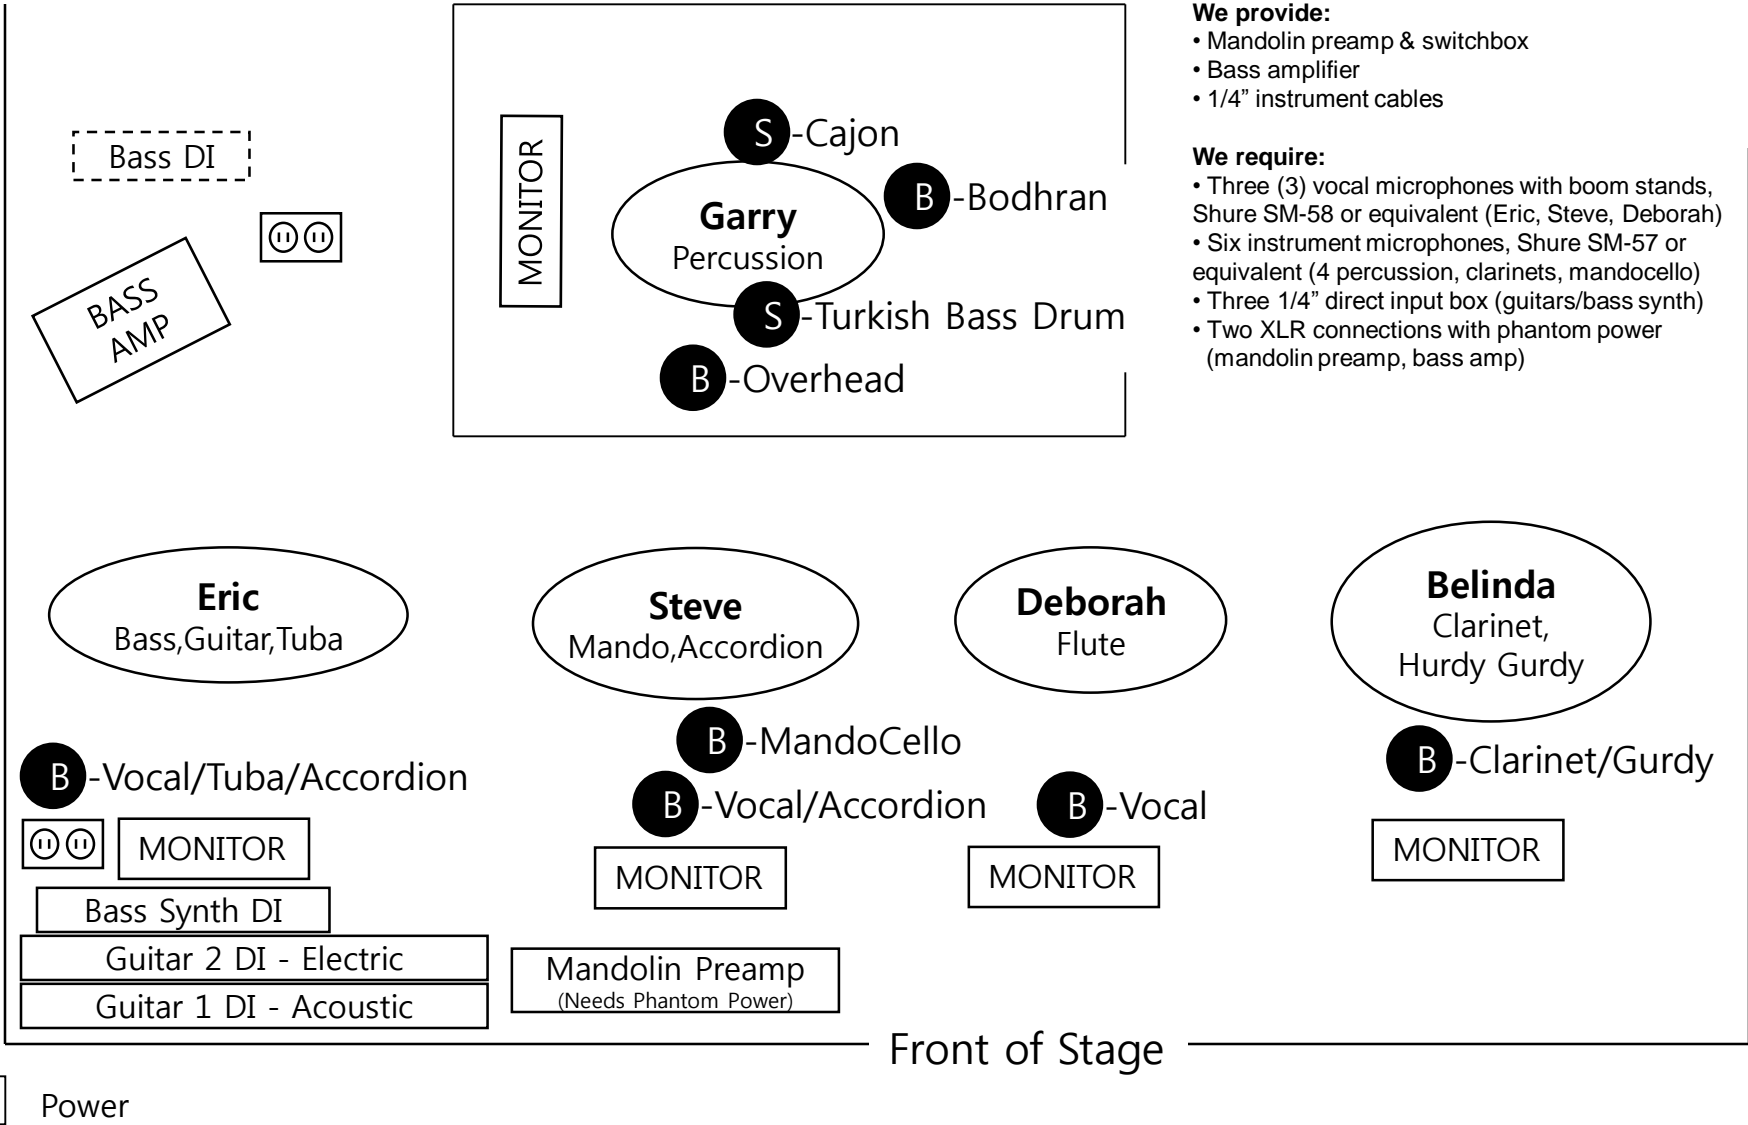 We provide:
• Mandolin preamp & switchbox
• Bass amplifier
• 1/4” instrument cables
We require:
• Three (3) vocal microphones with boom stands,
Shure SM-58 or equivalent (Eric, Steve, Deborah)
• Six instrument microphones, Shure SM-57 or
equivalent (4 percussion, clarinets, mandocello)
• Three 1/4” direct input box (guitars/bass synth)
• Two XLR connections with phantom power
(mandolin preamp, bass amp)
Bass DI
BASS
AMP
MONITOR
S-Cajon
B-Bodhran
Garry
Percussion
S-Turkish Bass Drum
B-Overhead
Eric
Bass,Guitar,Tuba
Steve
Mando,Accordion
Deborah
Flute
Belinda
Clarinet,
Hurdy Gurdy
B-Vocal/Tuba/Accordion
MONITOR
Bass Synth DI
Guitar 2 DI - Electric
Guitar 1 DI - Acoustic
B-MandoCello
B-Vocal/Accordion
MONITOR
Mandolin Preamp
(Needs Phantom Power)
B-Vocal
MONITOR
B-Clarinet/Gurdy
MONITOR
Front of Stage
Power